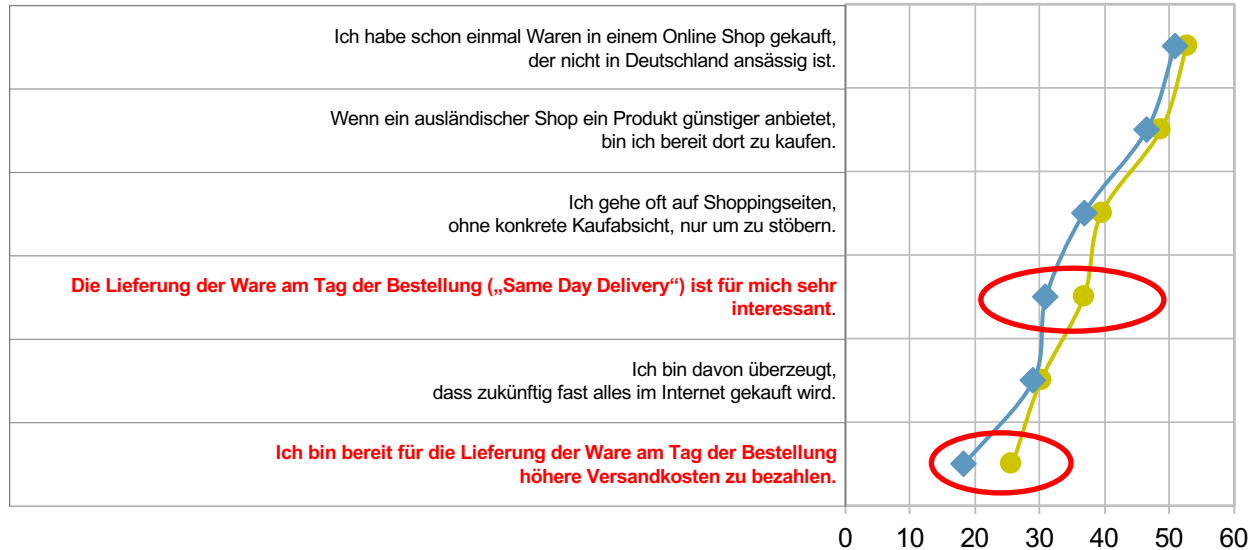 Ich habe schon einmal Waren in einem Online Shop gekauft,
der nicht in Deutschland ansässig ist.
Wenn ein ausländischer Shop ein Produkt günstiger anbietet,
bin ich bereit dort zu kaufen.
Ich gehe oft auf Shoppingseiten,
ohne konkrete Kaufabsicht, nur um zu stöbern.
Die Lieferung der Ware am Tag der Bestellung („Same Day Delivery“) ist für mich sehr
interessant.
Ich bin davon überzeugt,
dass zukünftig fast alles im Internet gekauft wird.
Ich bin bereit für die Lieferung der Ware am Tag der Bestellung
höhere Versandkosten zu bezahlen.
0 10 20 30 40 50 60